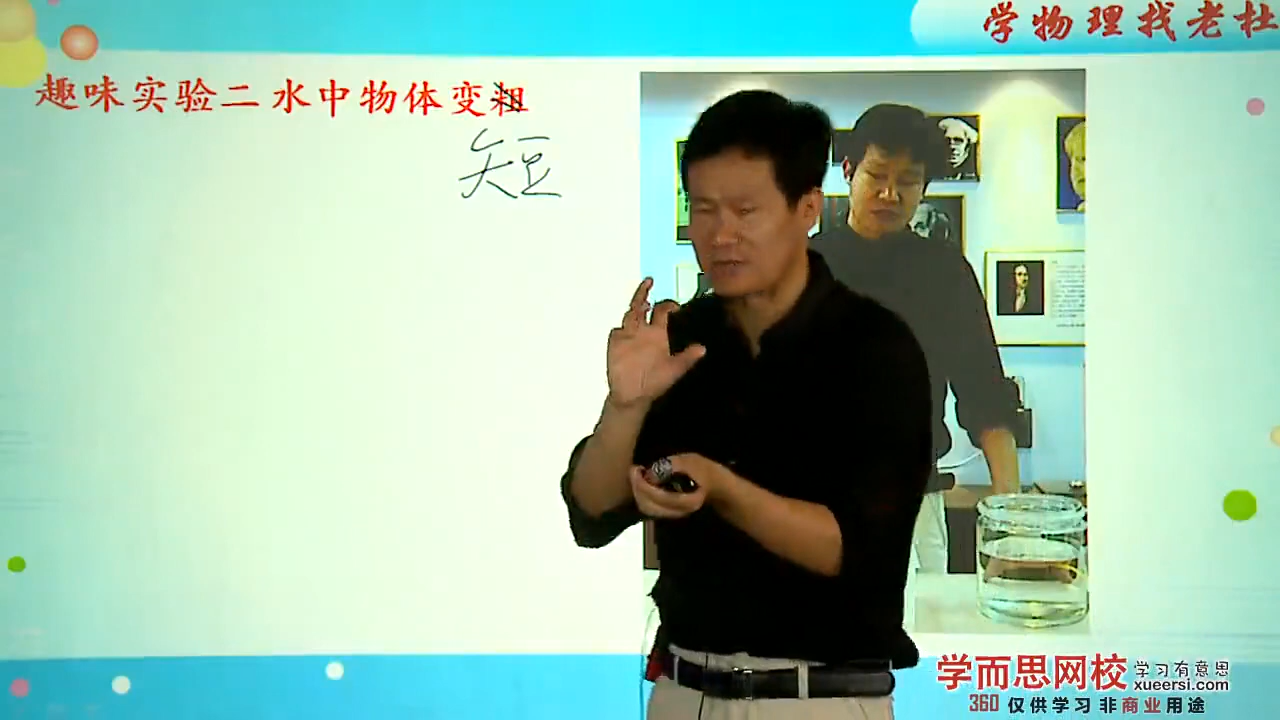 学物理找老杜
趣味实验二 水中物体变粗
短
学而思网校 学习有意思
xueersi.com
360 仅供学习 非商业用途